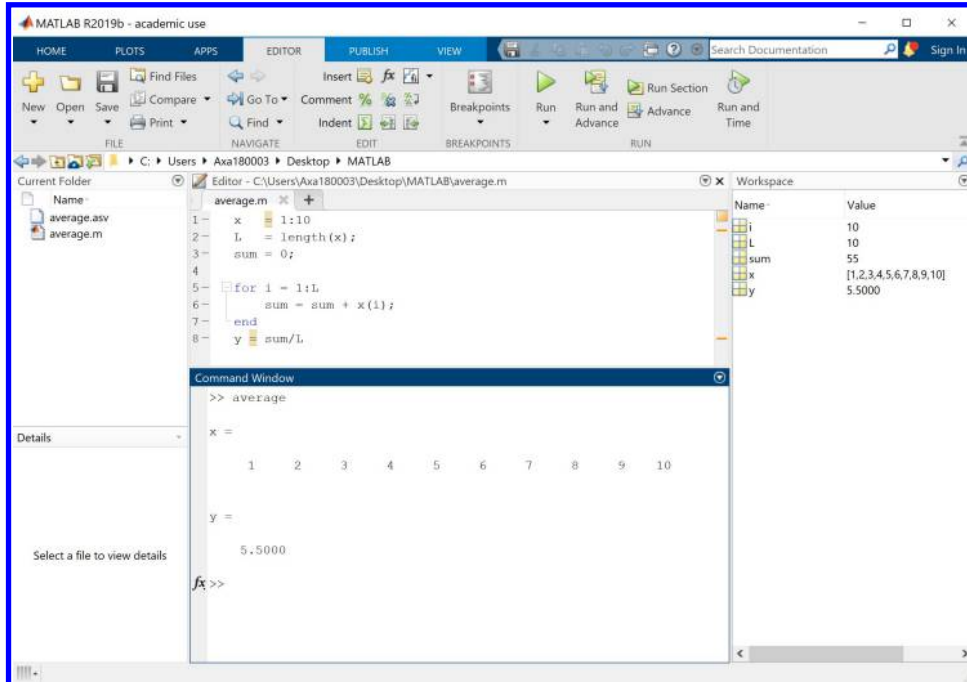 MATLAB R2019b - academic use
HOME PLOTS APPS EDITOR PUBLISH VIEW Search Documentation Sign In
New Open Save Find Files Compare Print
FILE
Go To Find
NAVIGATE
Insert fx
Comment %
Indent
EDIT
Breakpoints
BREAKPOINTS
Run Run and Advance Run Section Advance Run and Time
RUN
C: Users Axa180003 Desktop MATLAB
Current Folder
Name
average.asv
average.m
Details
Select a file to view details
Editor - C:\Users\Axa180003\Desktop\MATLAB\average.m
average.m
1 x = 1:10
2 L = length(x);
3 sum = 0;
4
5 for i = 1:L
6 sum = sum + x(i);
7 end
8 y = sum/L
Command Window
>> average
x =
1 2 3 4 5 6 7 8 9 10
y =
5.5000
fx >>
Workspace
Name Value
i 10
L 10
sum 55
x [1,2,3,4,5,6,7,8,9,10]
y 5.5000